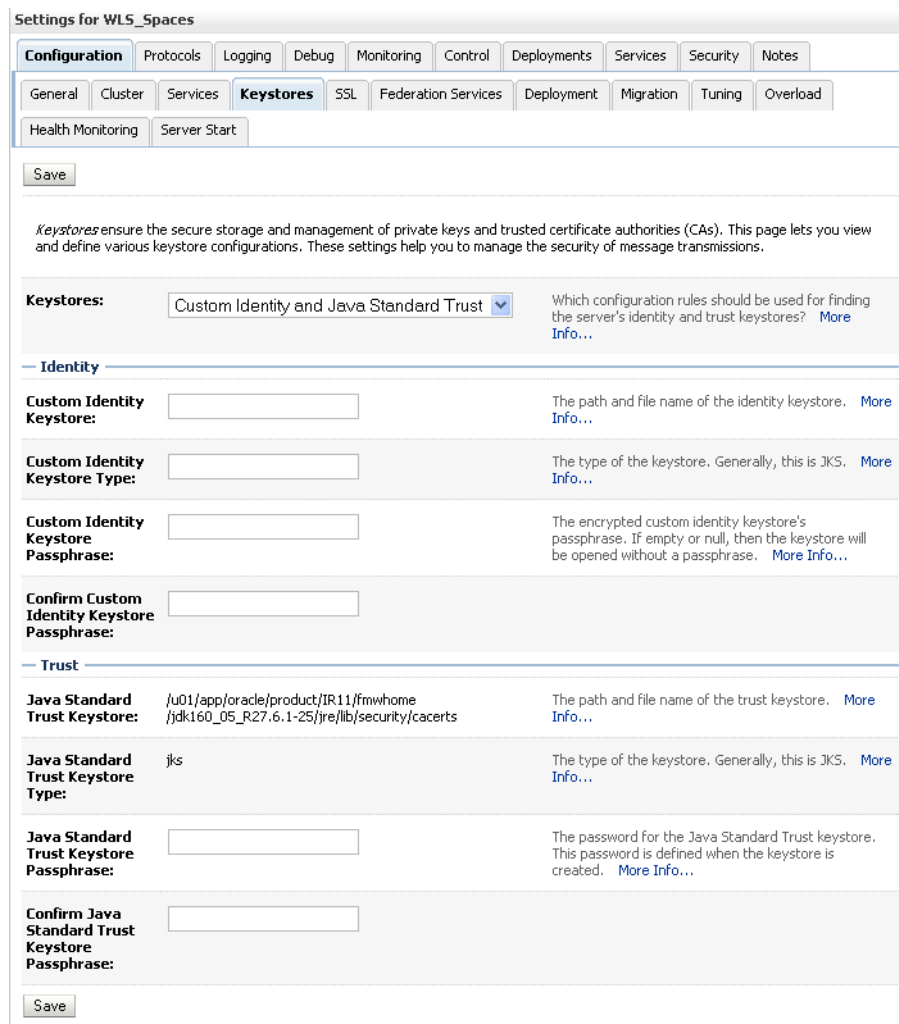 Settings for WLS_Spaces
Configuration Protocols Logging Debug Monitoring Control Deployments Services Security Notes
General Cluster Services Keystores SSL Federation Services Deployment Migration Tuning Overload
Health Monitoring Server Start
Save
Keystores ensure the secure storage and management of private keys and trusted certificate authorities (CAs). This page lets you view
and define various keystore configurations. These settings help you to manage the security of message transmissions.
Keystores:
Custom Identity and Java Standard Trust
Which configuration rules should be used for finding
the server's identity and trust keystores? More
Info...
Identity
Custom Identity
Keystore:
The path and file name of the identity keystore. More
Info...
Custom Identity
Keystore Type:
The type of the keystore. Generally, this is JKS. More
Info...
Custom Identity
Keystore
Passphrase:
The encrypted custom identity keystore's
passphrase. If empty or null, then the keystore will
be opened without a passphrase. More Info...
Confirm Custom
Identity Keystore
Passphrase:
Trust
Java Standard
Trust Keystore:
/u01/app/oracle/product/IR11/fmwhome
/jdk160_05_R27.6.1-25/jre/lib/security/cacerts
The path and file name of the trust keystore. More
Info...
Java Standard
Trust Keystore
Type:
jks
The type of the keystore. Generally, this is JKS. More
Info...
Java Standard
Trust Keystore
Passphrase:
The password for the Java Standard Trust keystore.
This password is defined when the keystore is
created. More Info...
Confirm Java
Standard Trust
Keystore
Passphrase:
Save